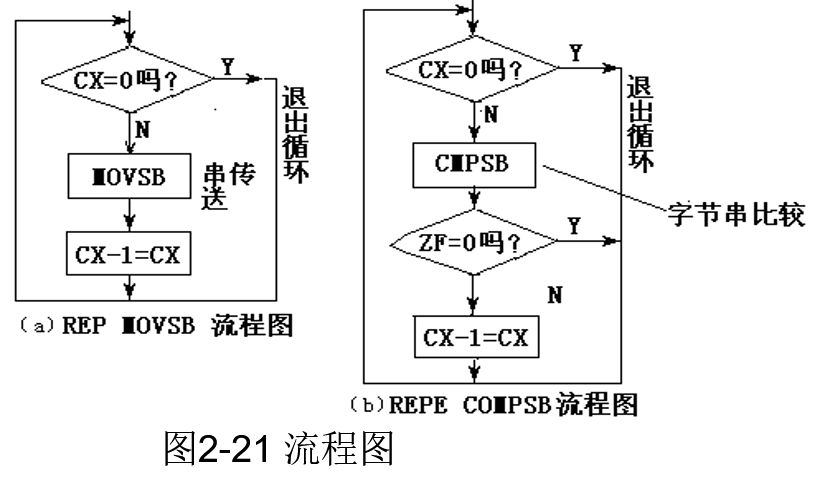 CX=0吗?
Y
N
MOVSB
串传送
CX-1=CX
退出循环
(a)REP MOVSB 流程图
CX=0吗?
Y
N
CMPSB
字节串比较
ZF=0吗?
Y
N
CX-1=CX
退出循环
(b)REPE COMPSB流程图
图2-21 流程图